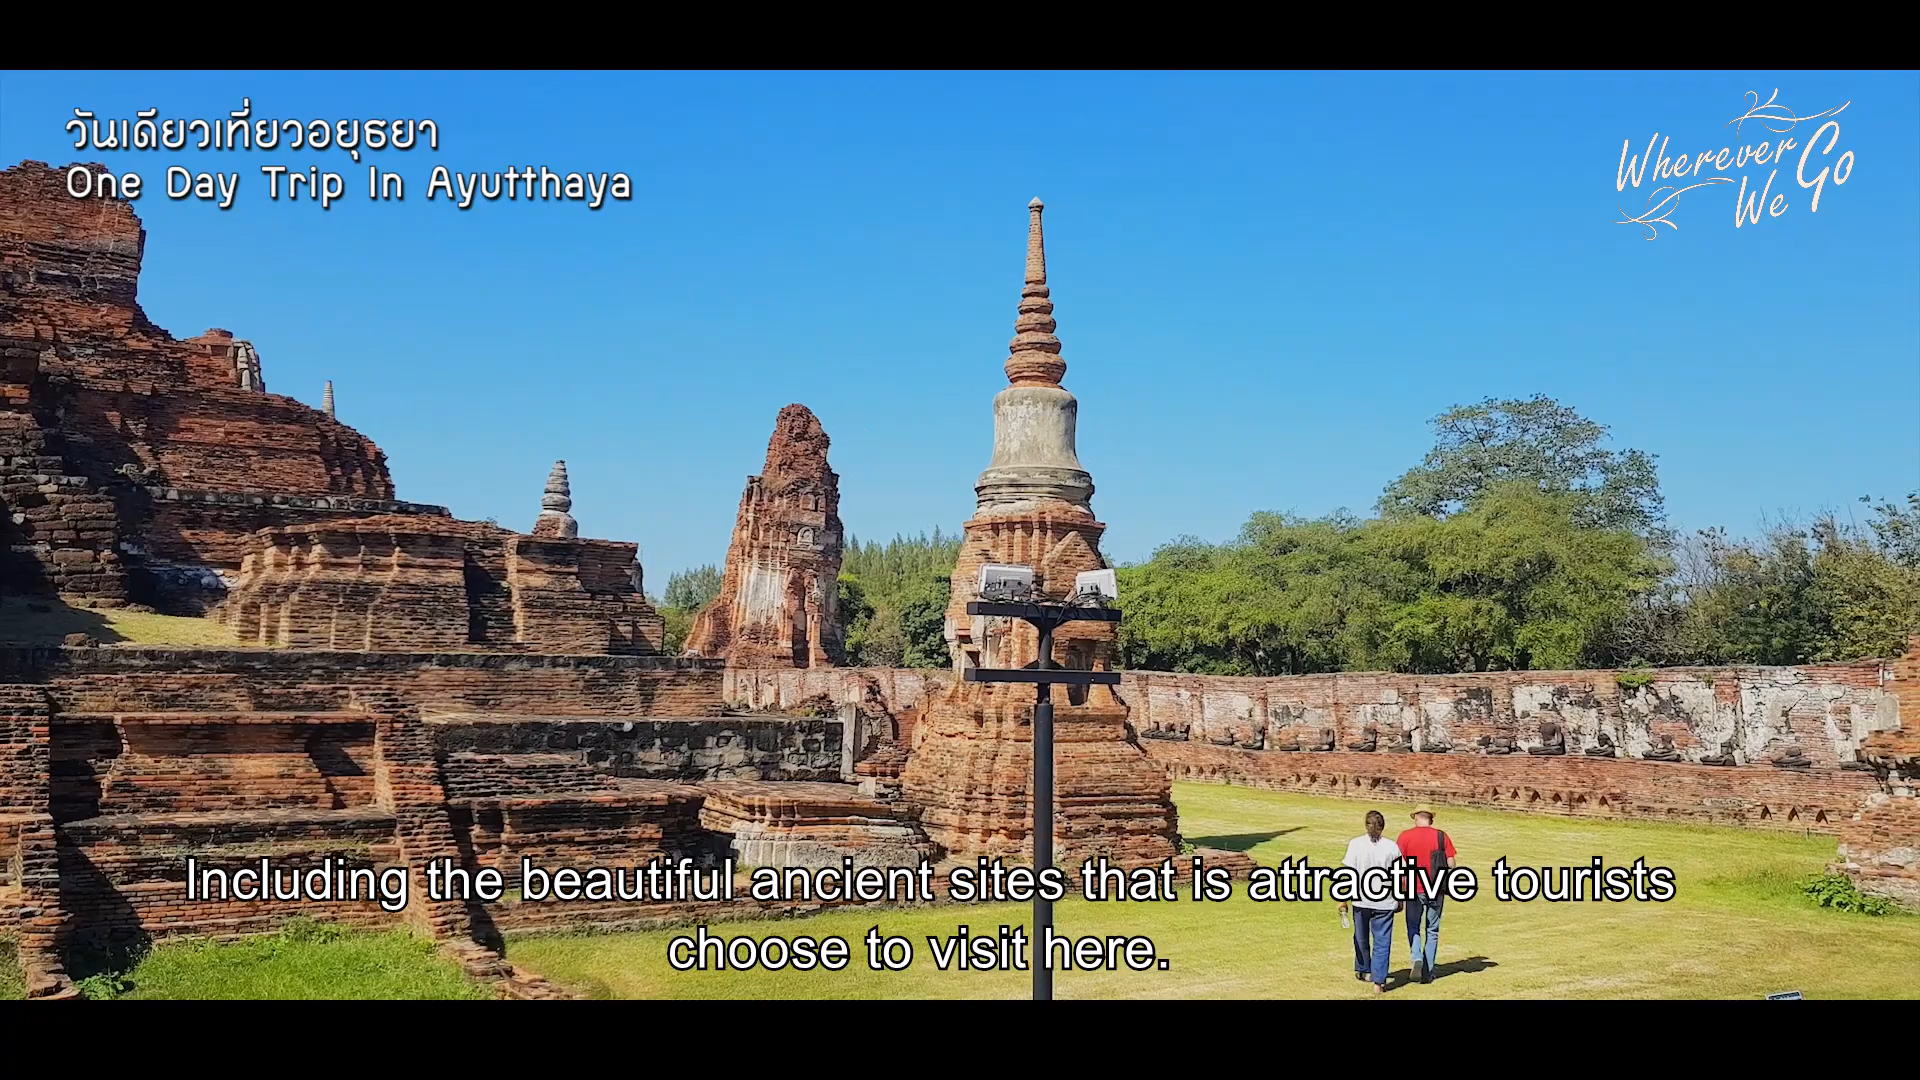 วันเดียวเที่ยวอยุธยา
One Day Trip In Ayutthaya
Wherever
We Go
Including the beautiful ancient sites that is attractive tourists
choose to visit here.